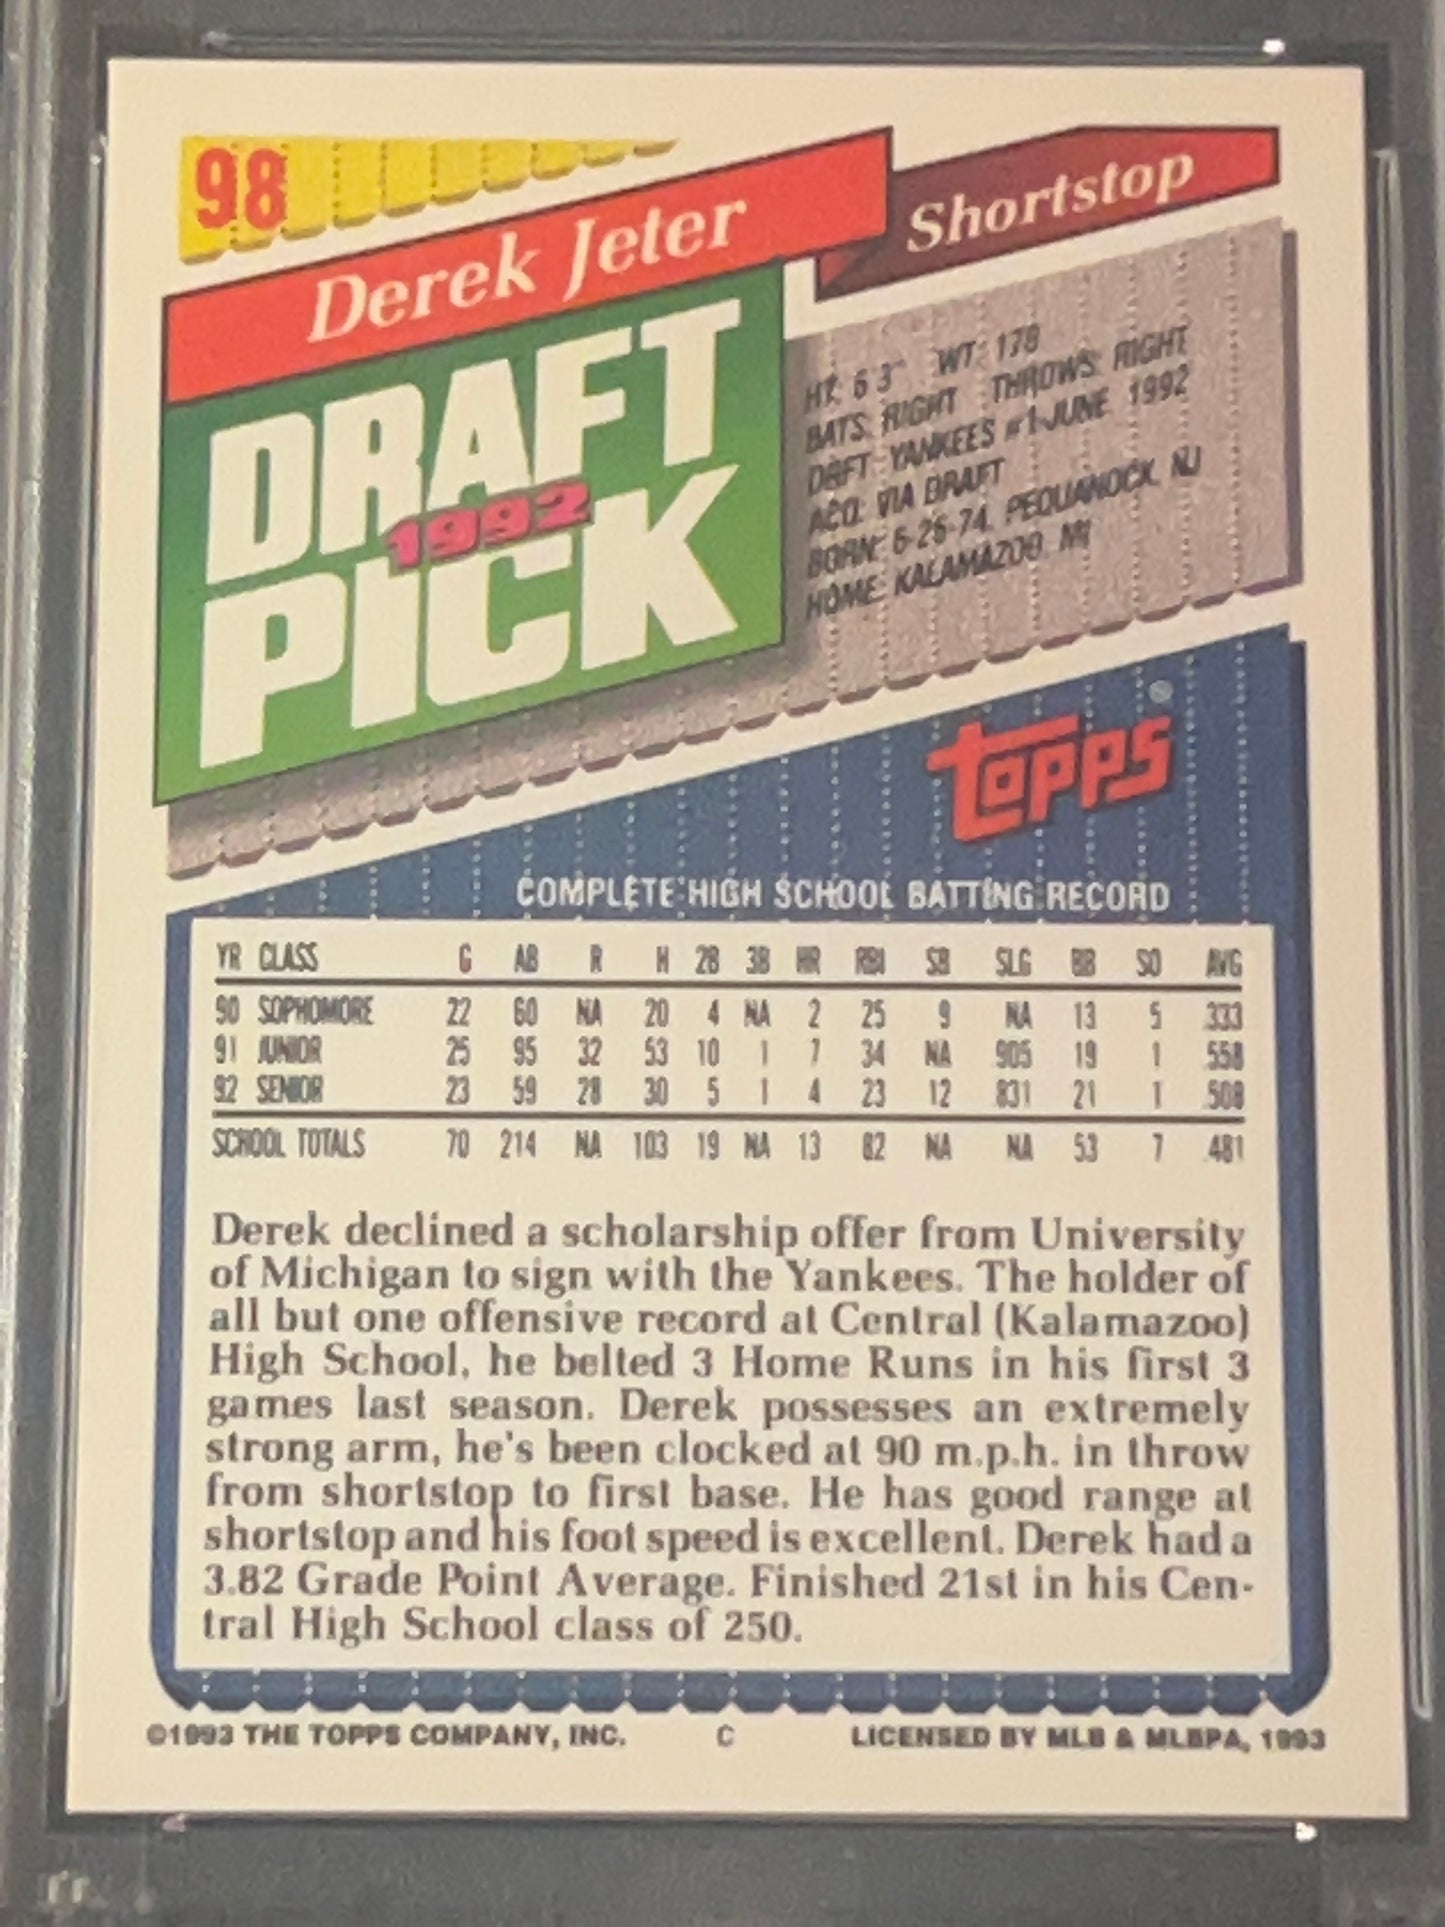 98
Derek Jeter
Shortstop
DRAFT
1992
PICK
HT: 6'3" WT: 178
BATS: RIGHT THROWS: RIGHT
DRFT: YANKEES #1-JUNE, 1992
ACQ: VIA DRAFT
BORN: 6-26-74, PEQUANOCK, NJ
HOME: KALAMAZOO, MI
topps
COMPLETE HIGH SCHOOL BATTING RECORD
YR CLASS G AB R H 2B 3B HR RBI SB SLG BB SO AVG
90 SOPHOMORE 22 60 NA 20 4 NA 2 25 9 NA 13 5 .333
91 JUNIOR 25 95 32 53 10 1 7 34 NA .905 19 1 .558
92 SENIOR 23 59 28 30 5 1 4 23 12 .831 21 1 .508
SCHOOL TOTALS 70 214 NA 103 19 NA 13 82 NA NA 53 7 .481
Derek declined a scholarship offer from University
of Michigan to sign with the Yankees. The holder of
all but one offensive record at Central (Kalamazoo)
High School, he belted 3 Home Runs in his first 3
games last season. Derek possesses an extremely
strong arm, he's been clocked at 90 m.p.h. in throw
from shortstop to first base. He has good range at
shortstop and his foot speed is excellent. Derek had a
3.82 Grade Point Average. Finished 21st in his Cen-
tral High School class of 250.
©1993 THE TOPPS COMPANY, INC. C LICENSED BY MLB & MLBPA, 1993